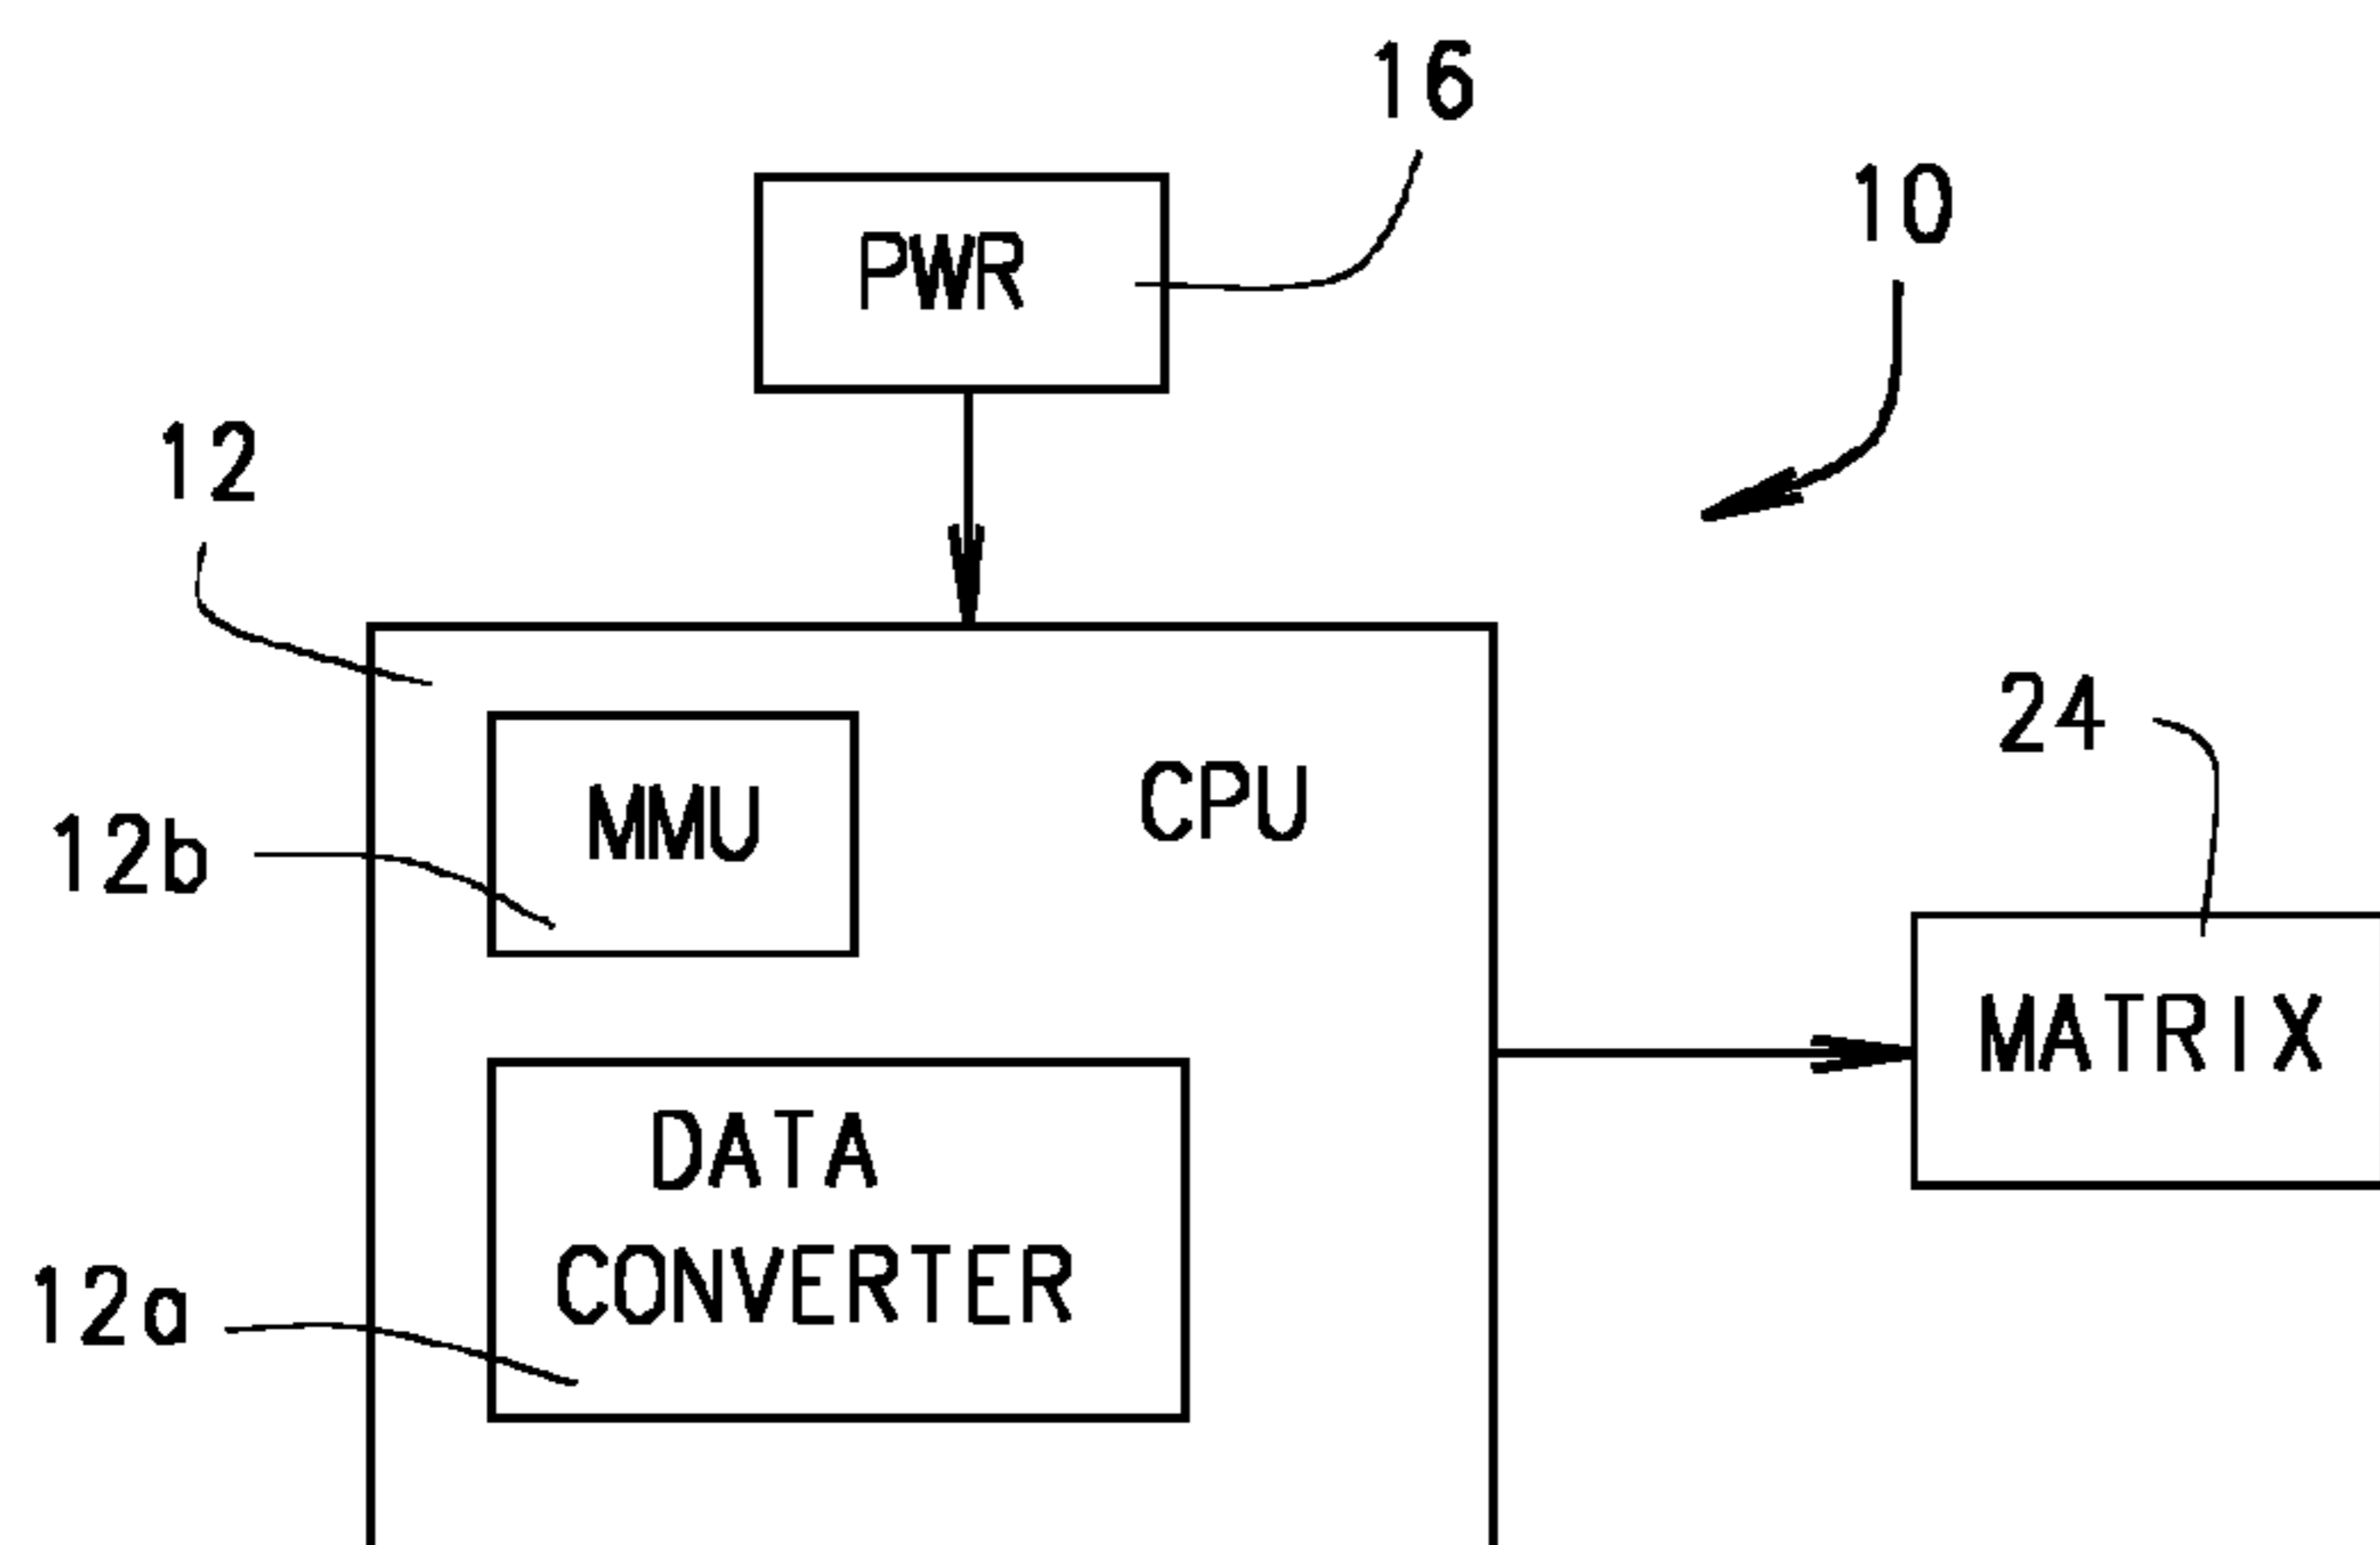 16
10
PWR
12
24
CPU
MMU
12b
MATRIX
DATA
CONVERTER
12a